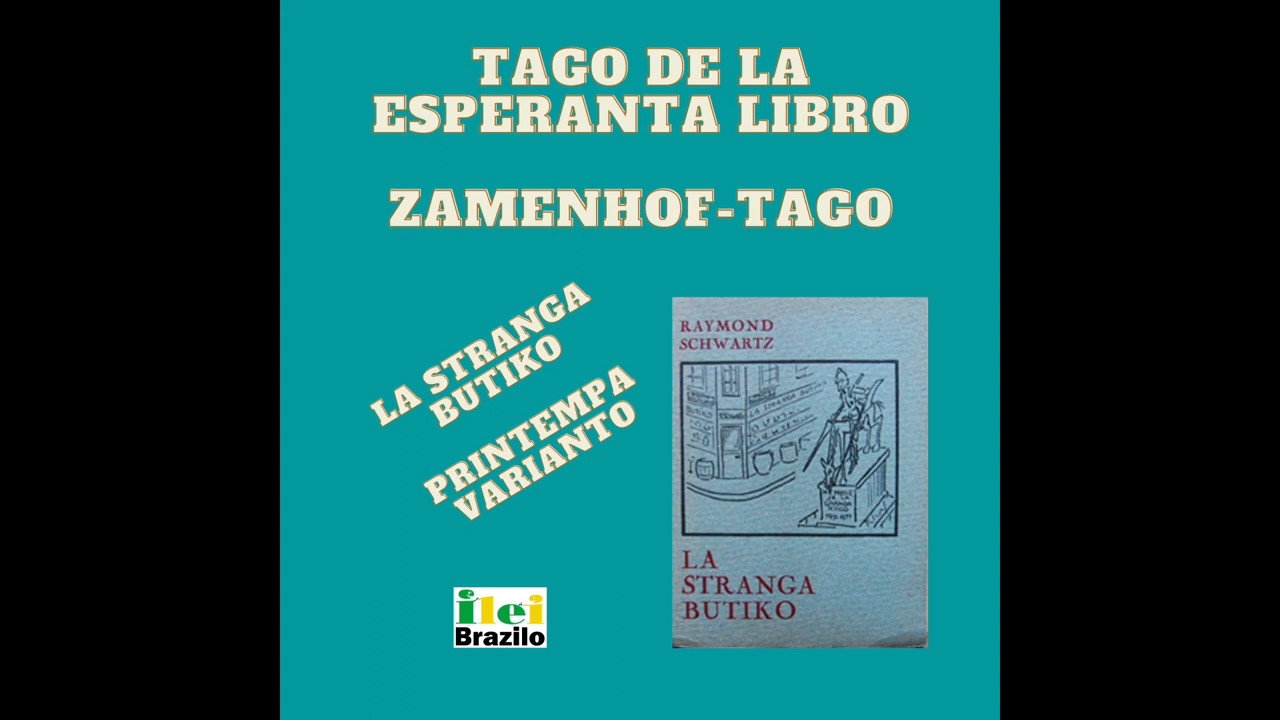 TAGO DE LA
ESPERANTA LIBRO
ZAMENHOF-TAGO
LA STRANGA
BUTIKO
PRINTEMPA
VARIANTO
RAYMOND
SCHWARTZ
LA STRANGA BUTIKO
BUTIKO
LA
STRANGA
BUTIKO
ilei
Brazilo